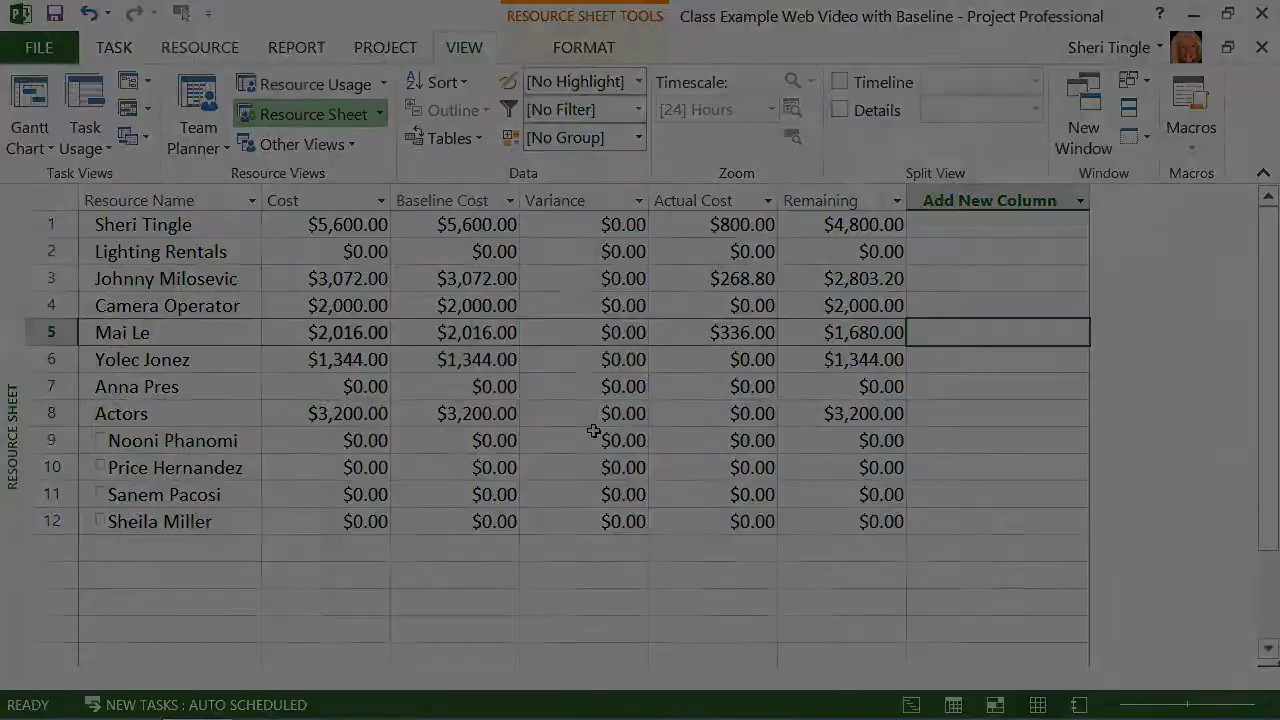 RESOURCE SHEET TOOLS Class Example Web Video with Baseline - Project Professional ?
FILE TASK RESOURCE REPORT PROJECT VIEW FORMAT Sheri Tingle
Gantt Chart Task Usage Team Planner Resource Usage Sort [No Highlight] Timescale: Timeline New Window Macros
Resource Sheet Outline [No Filter] [24] Hours Details
Other Views Tables [No Group]
Task Views Resource Views Data Zoom Split View Window Macros
Resource Name Cost Baseline Cost Variance Actual Cost Remaining Add New Column
1 Sheri Tingle $5,600.00 $5,600.00 $0.00 $800.00 $4,800.00
2 Lighting Rentals $0.00 $0.00 $0.00 $0.00 $0.00
3 Johnny Milosevic $3,072.00 $3,072.00 $0.00 $268.80 $2,803.20
4 Camera Operator $2,000.00 $2,000.00 $0.00 $0.00 $2,000.00
5 Mai Le $2,016.00 $2,016.00 $0.00 $336.00 $1,680.00
6 Yolec Jonez $1,344.00 $1,344.00 $0.00 $0.00 $1,344.00
7 Anna Pres $0.00 $0.00 $0.00 $0.00 $0.00
8 Actors $3,200.00 $3,200.00 $0.00 $0.00 $3,200.00
9 Nooni Phanomi $0.00 $0.00 $0.00 $0.00 $0.00
10 Price Hernandez $0.00 $0.00 $0.00 $0.00 $0.00
11 Sanem Pacosi $0.00 $0.00 $0.00 $0.00 $0.00
12 Sheila Miller $0.00 $0.00 $0.00 $0.00 $0.00
RESOURCE SHEET
READY NEW TASKS : AUTO SCHEDULED